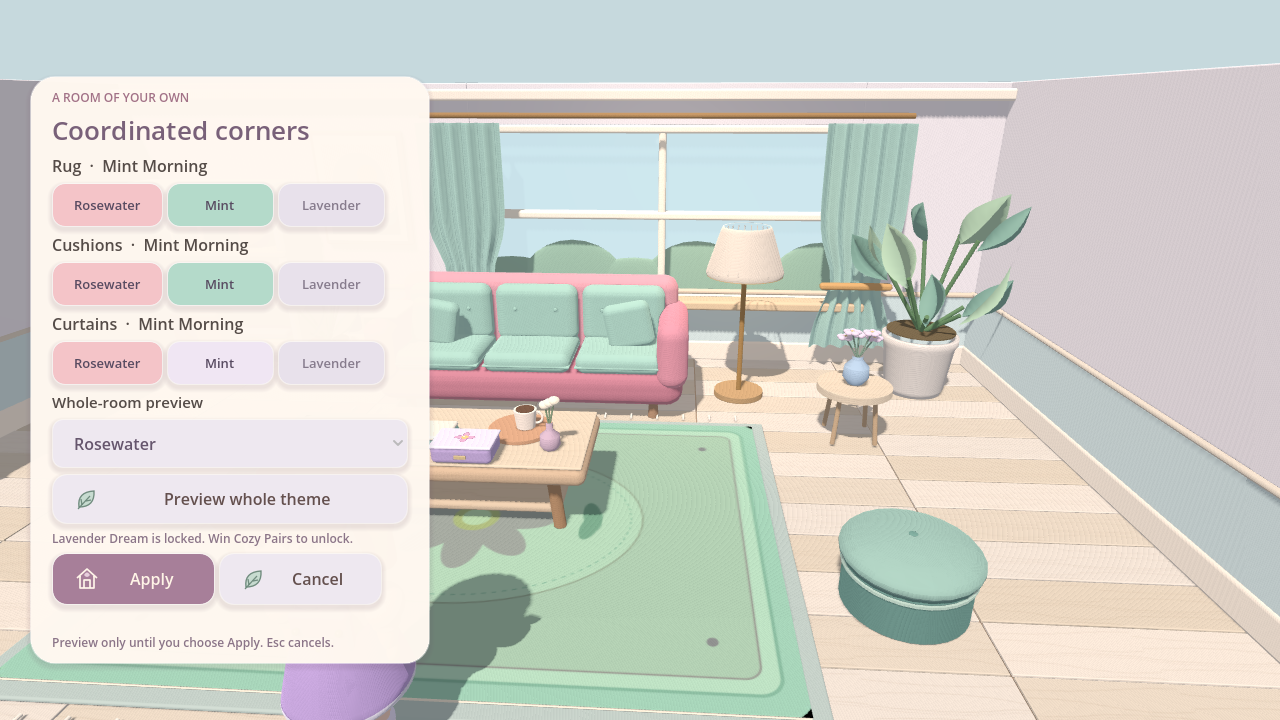 A ROOM OF YOUR OWN
Coordinated corners
Rug · Mint Morning
Rosewater Mint Lavender
Cushions · Mint Morning
Rosewater Mint Lavender
Curtains · Mint Morning
Rosewater Mint Lavender
Whole-room preview
Rosewater
Preview whole theme
Lavender Dream is locked. Win Cozy Pairs to unlock.
Apply Cancel
Preview only until you choose Apply. Esc cancels.